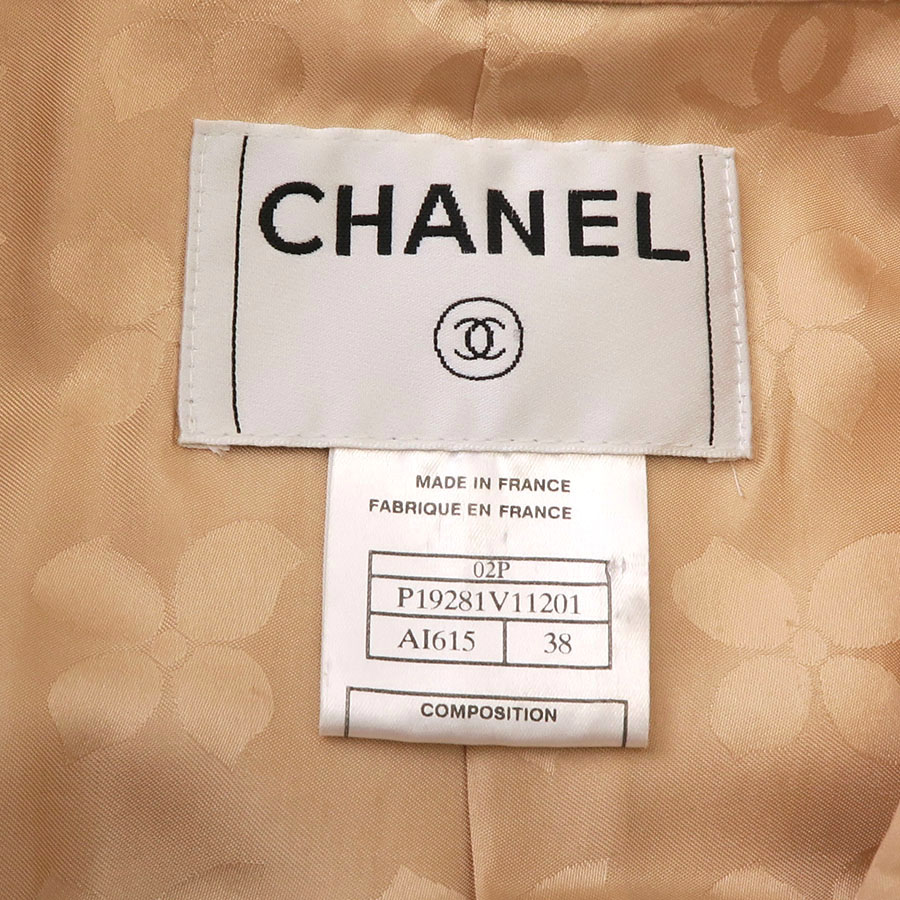 CHANEL
MADE IN FRANCE
FABRIQUE EN FRANCE
02P
P19281V11201
AI615 38
COMPOSITION